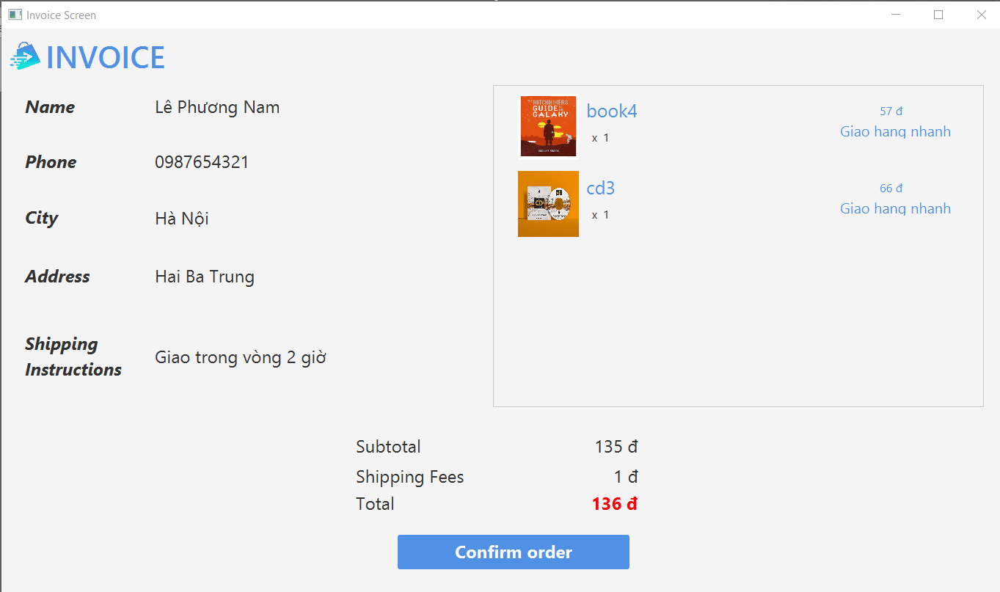 Invoice Screen
INVOICE
Name Lê Phương Nam
Phone 0987654321
City Hà Nội
Address Hai Ba Trung
Shipping
Instructions
Giao trong vòng 2 giờ
HITCHHIKERS
GUIDE
GALAXY
book4
x 1
57 đ
Giao hang nhanh
CD
cd3
x 1
66 đ
Giao hang nhanh
Subtotal 135 đ
Shipping Fees 1 đ
Total 136 đ
Confirm order